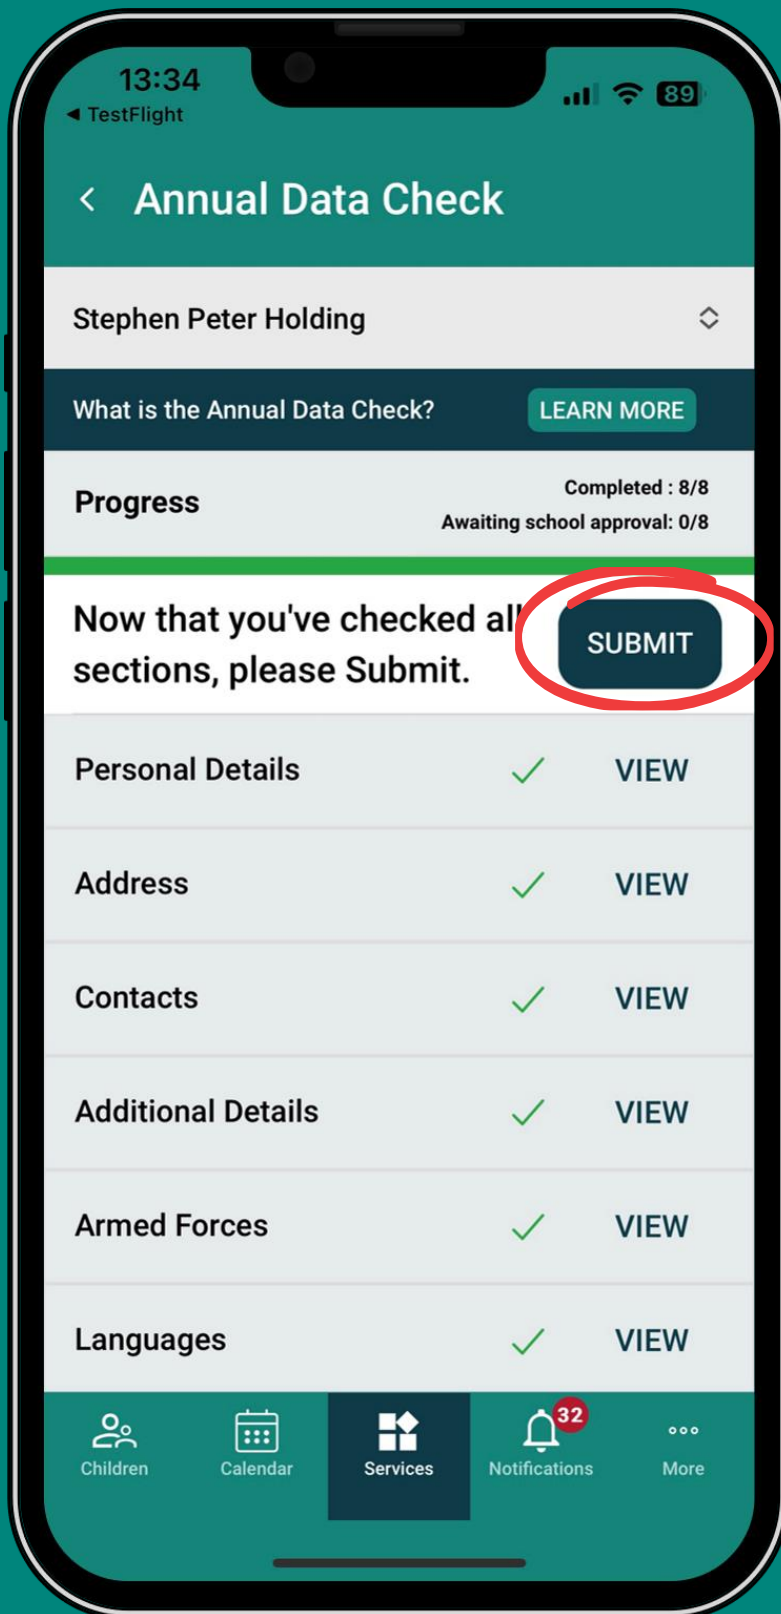 13:34
◀ TestFlight
89
Annual Data Check
Stephen Peter Holding
What is the Annual Data Check?
LEARN MORE
Progress
Completed : 8/8
Awaiting school approval: 0/8
Now that you've checked all
sections, please Submit.
SUBMIT
Personal Details VIEW
Address VIEW
Contacts VIEW
Additional Details VIEW
Armed Forces VIEW
Languages VIEW
32
Children Calendar Services Notifications More